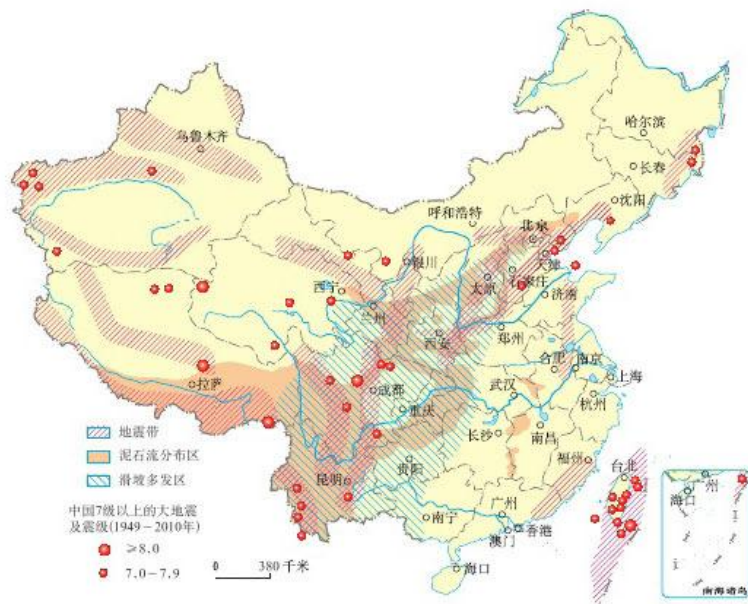 哈尔滨
乌鲁木齐
长春
沈阳
呼和浩特
北京
银川
天津
石家庄
太原
西宁
济南
兰州
西安
郑州
合肥
南京
上海
拉萨
成都
武汉
杭州
重庆
地震带
长沙
南昌
泥石流分布区
贵阳
福州
滑坡多发区
昆明
台北
中国7级以上的大地震
及震级(1949-2010年)
广州
南宁
香港
澳门
≥8.0
7.0-7.9
0 380千米
海口
广州
海口
南海诸岛